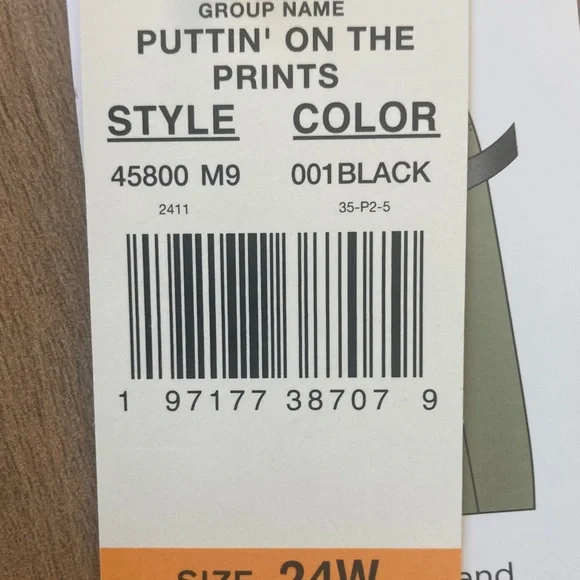 GROUP NAME
PUTTIN' ON THE
PRINTS
STYLE COLOR
45800 M9 001BLACK
2411 35-P2-5
1 97177 38707 9
SIZE 24W
and